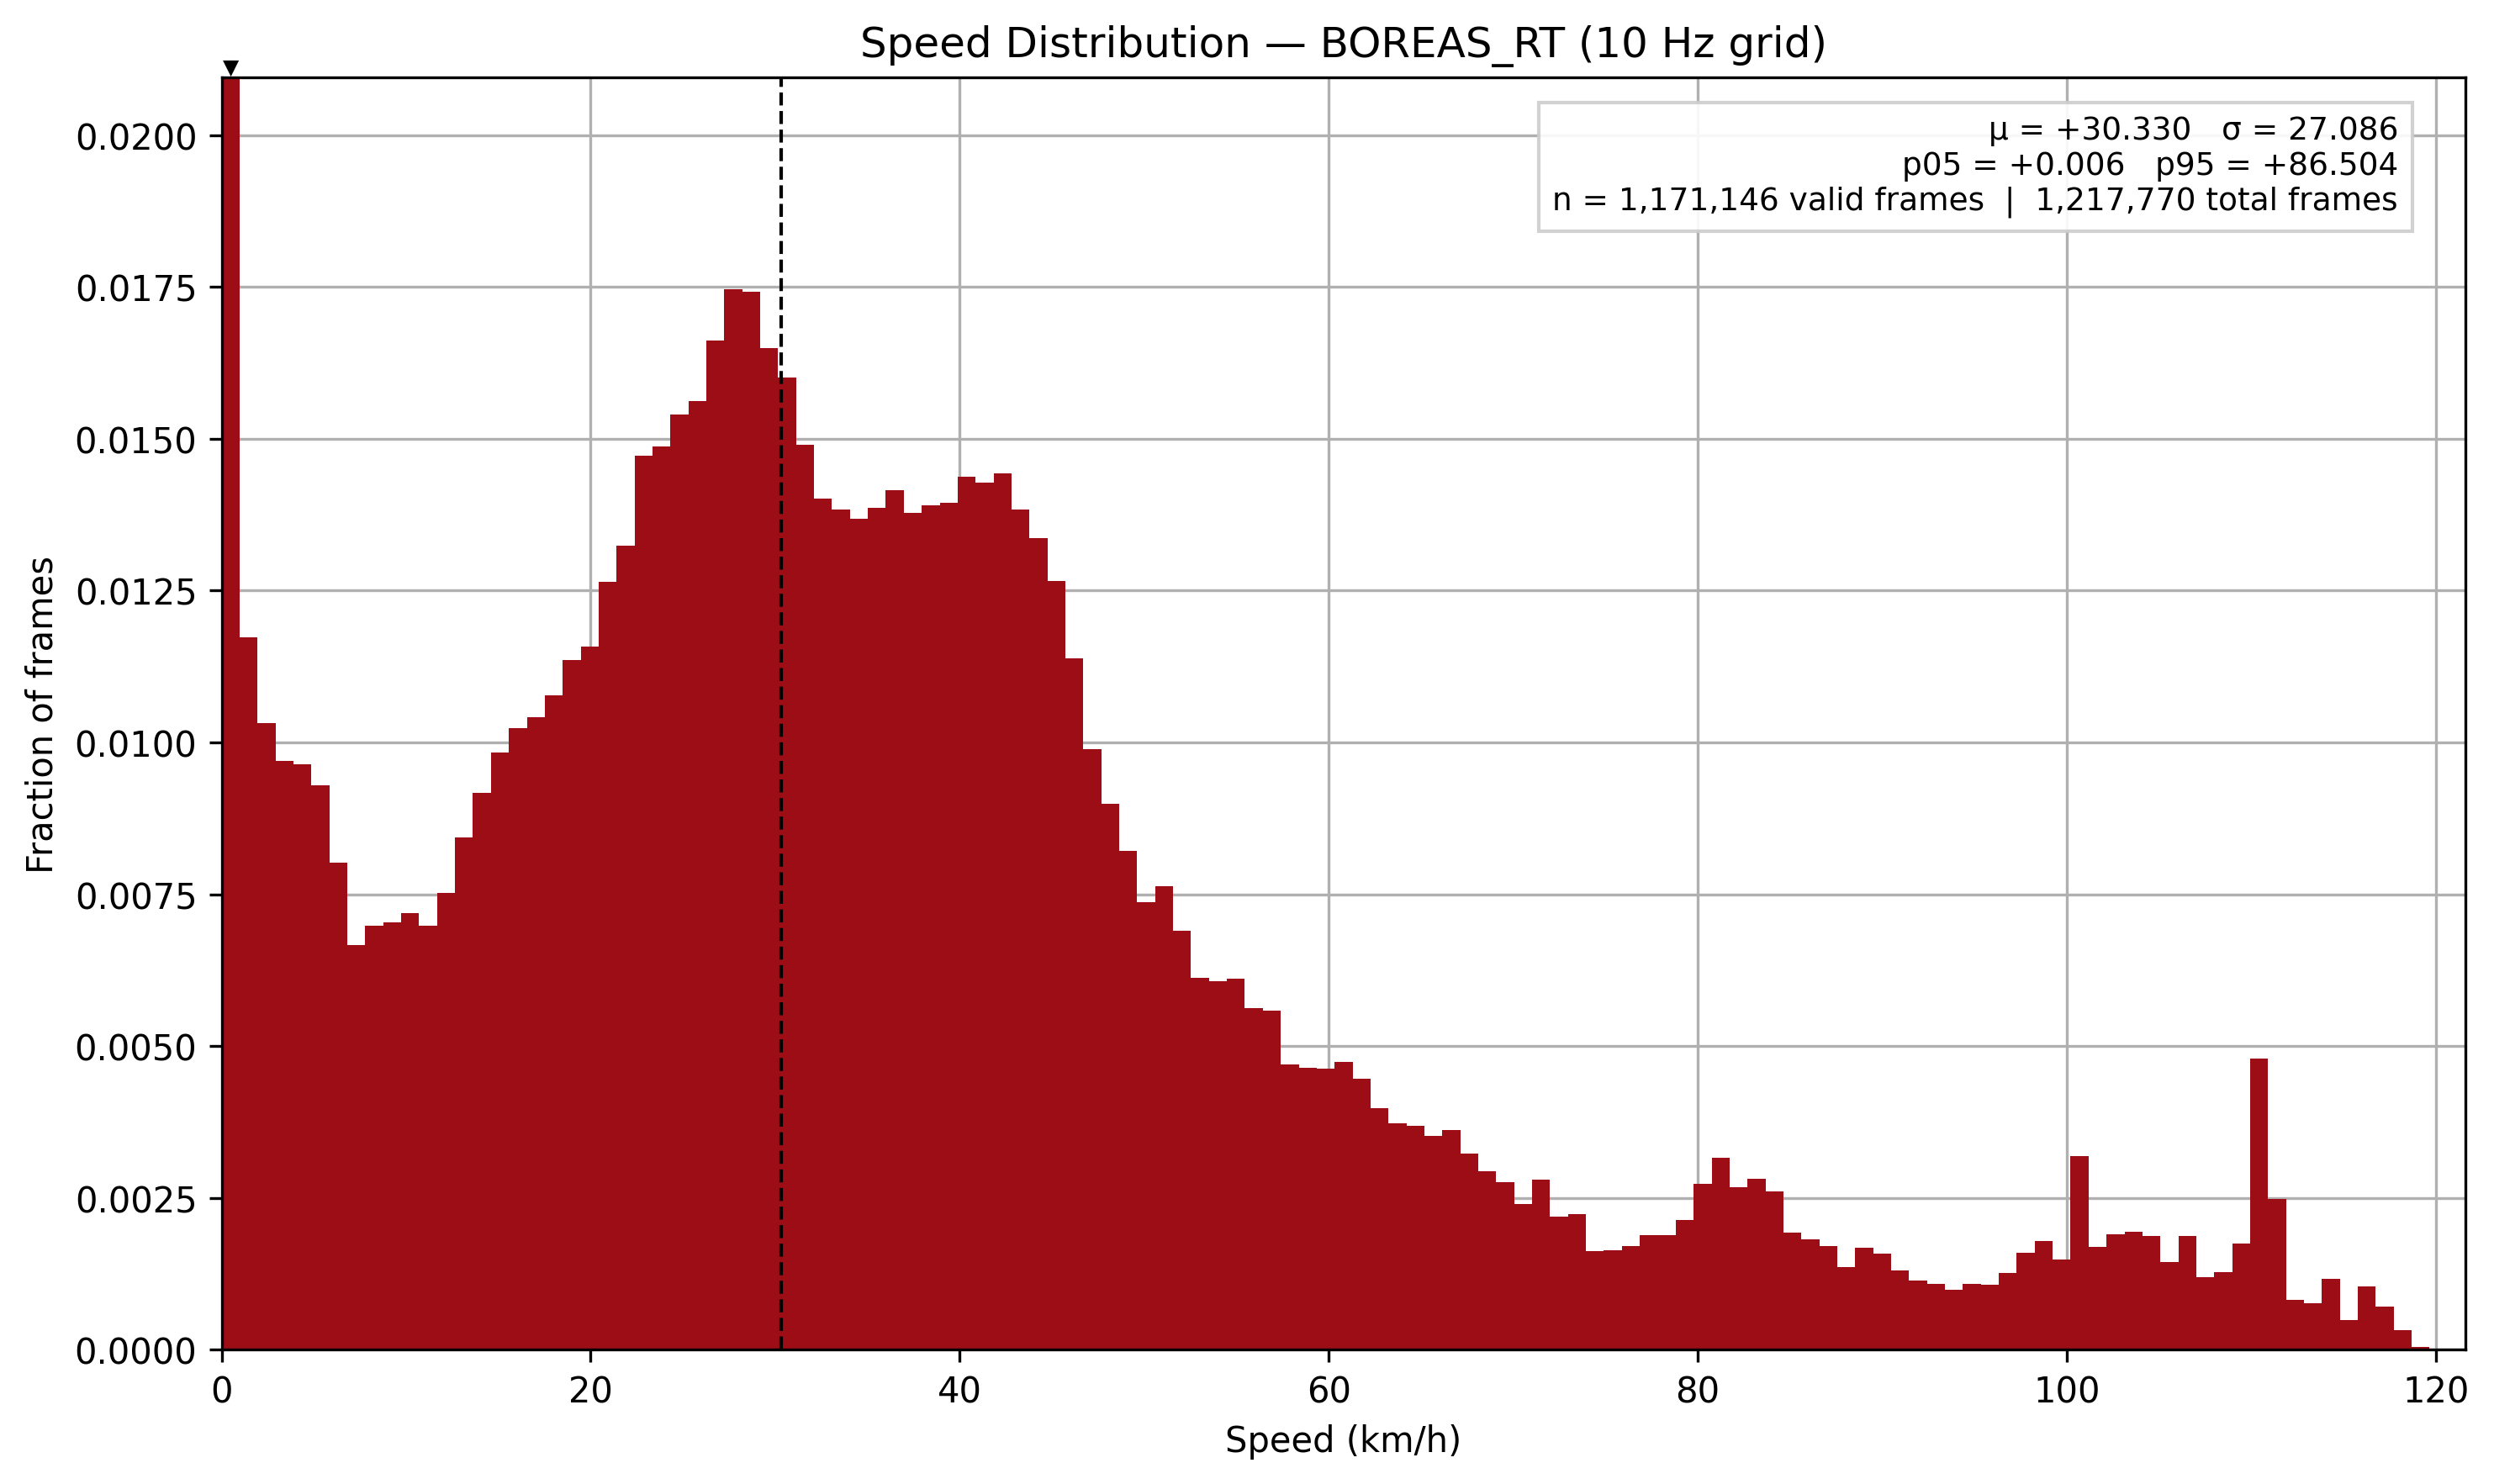 Speed Distribution — BOREAS_RT (10 Hz grid)
μ = +30.330   σ = 27.086
p05 = +0.006   p95 = +86.504
n = 1,171,146 valid frames  |  1,217,770 total frames
Fraction of frames
0.0200
0.0175
0.0150
0.0125
0.0100
0.0075
0.0050
0.0025
0.0000
0 20 40 60 80 100 120
Speed (km/h)